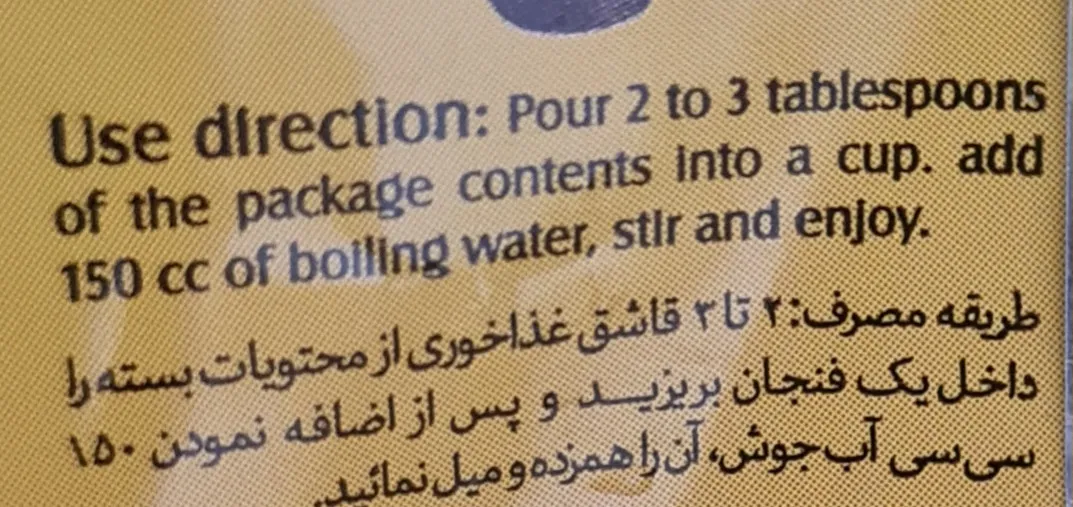 Use direction: Pour 2 to 3 tablespoons
of the package contents into a cup. add
150 cc of boiling water, stir and enjoy.
طریقه مصرف: ۲ تا ۳ قاشق غذاخوری از محتویات بسته را
داخل یک فنجان بریزید و پس از اضافه نمودن ۱۵۰
سی سی آب جوش، آن را همزده و میل نمائید.